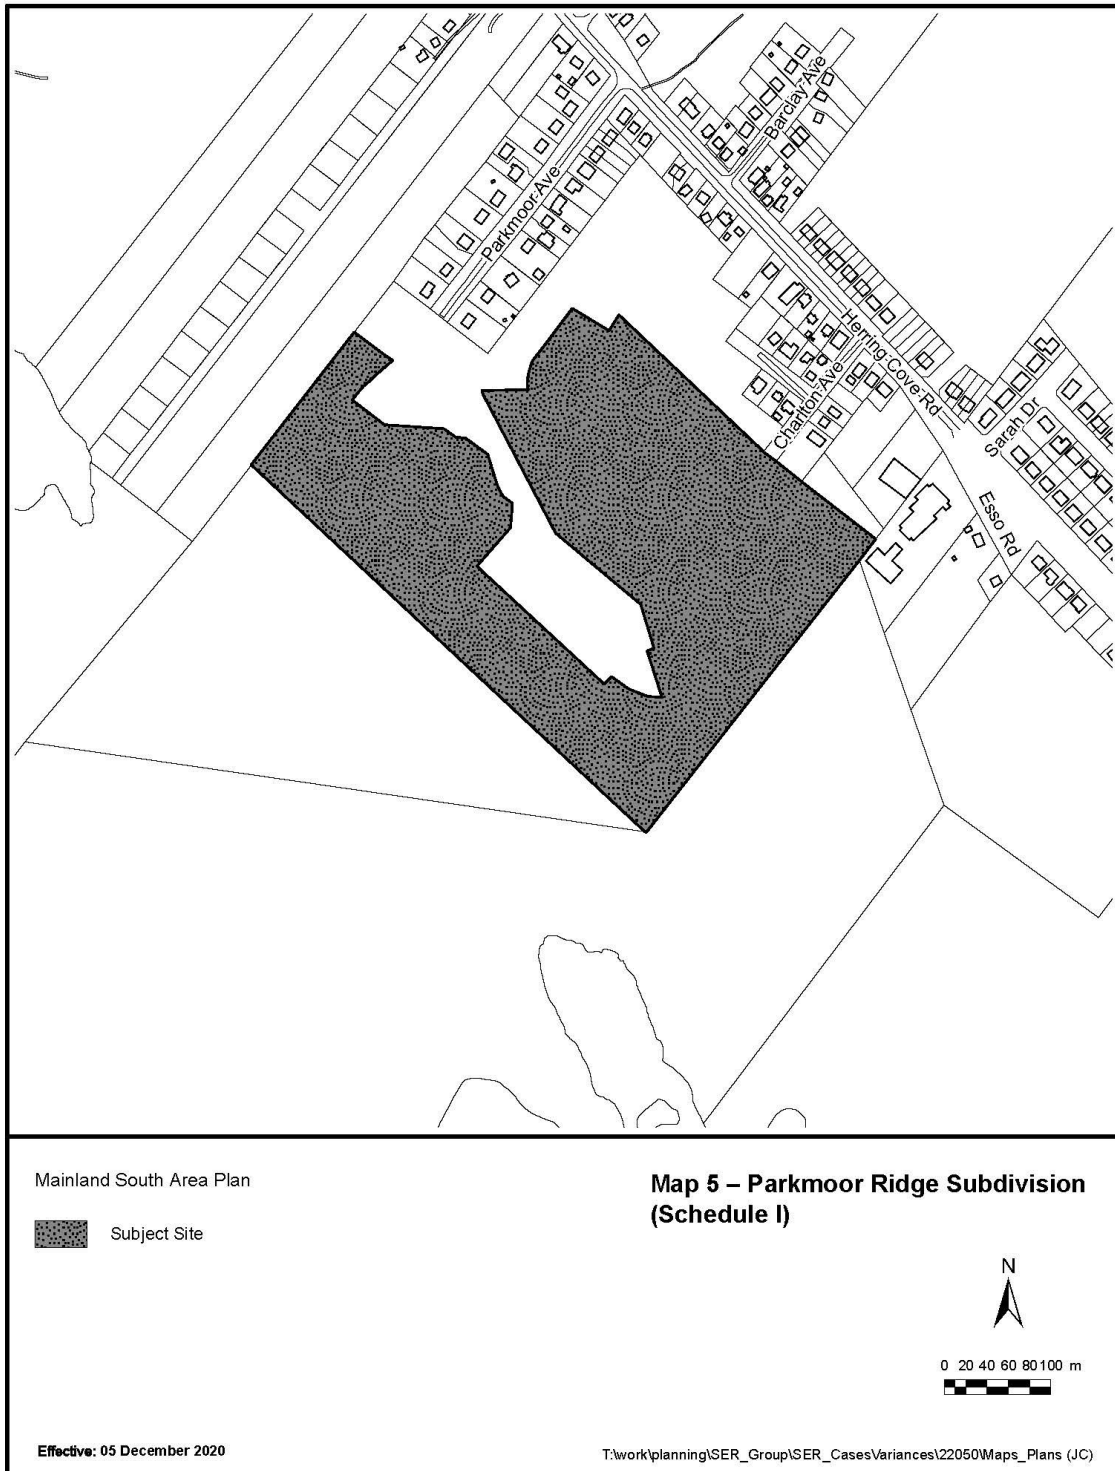 Barclay Ave
Parkmoor Ave
Herring Cove Rd
Charlton Ave
Sarah Dr
Esso Rd
Mainland South Area Plan
Subject Site
Map 5 – Parkmoor Ridge Subdivision
(Schedule I)
N
0 20 40 60 80 100 m
Effective: 05 December 2020
T:\work\planning\SER_Group\SER_Cases\Variances\22050\Maps_Plans (JC)